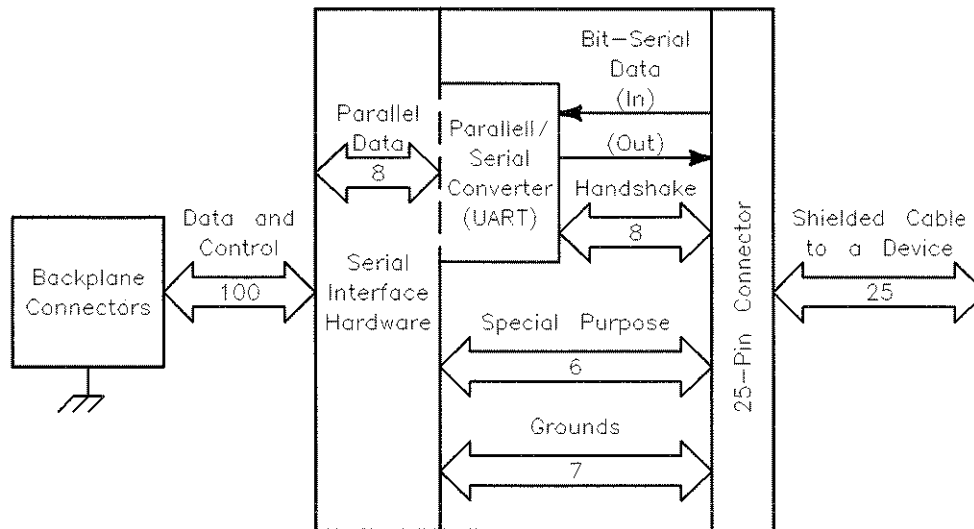 Bit-Serial
Data
(In)
(Out)
Parallel
Data
8
Parallell/
Serial
Converter
(UART)
Handshake
8
Data and
Control
100
Backplane
Connectors
Serial
Interface
Hardware
Special Purpose
6
Grounds
7
25-Pin Connector
Shielded Cable
to a Device
25